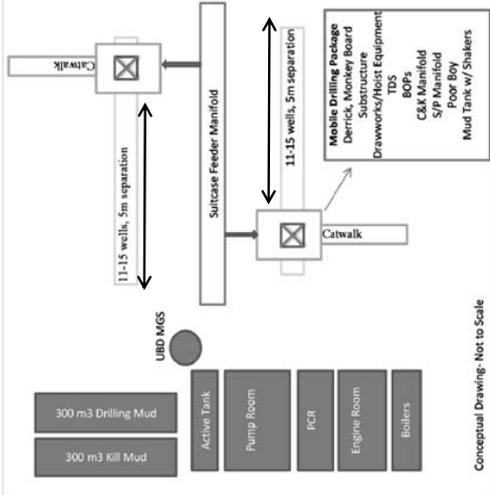 Catwalk
11-15 wells, 5m separation
Suitcase Feeder Manifold
11-15 wells, 5m separation
Catwalk
Mobile Drilling Package
Derrick, Monkey Board
Substructure
Drawworks/Hoist Equipment
TDS
BOPs
C&K Manifold
S/P Manifold
Poor Boy
Mud Tank w/ Shakers
UBD MGS
300 m3 Drilling Mud
300 m3 Kill Mud
Active Tank
Pump Room
PCR
Engine Room
Boilers
Conceptual Drawing- Not to Scale